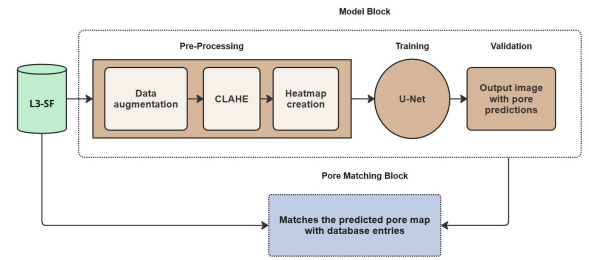 Model Block
Pre-Processing
Training
Validation
L3-SF
Data
augmentation
CLAHE
Heatmap
creation
U-Net
Output image
with pore
predictions
Pore Matching Block
Matches the predicted pore map
with database entries